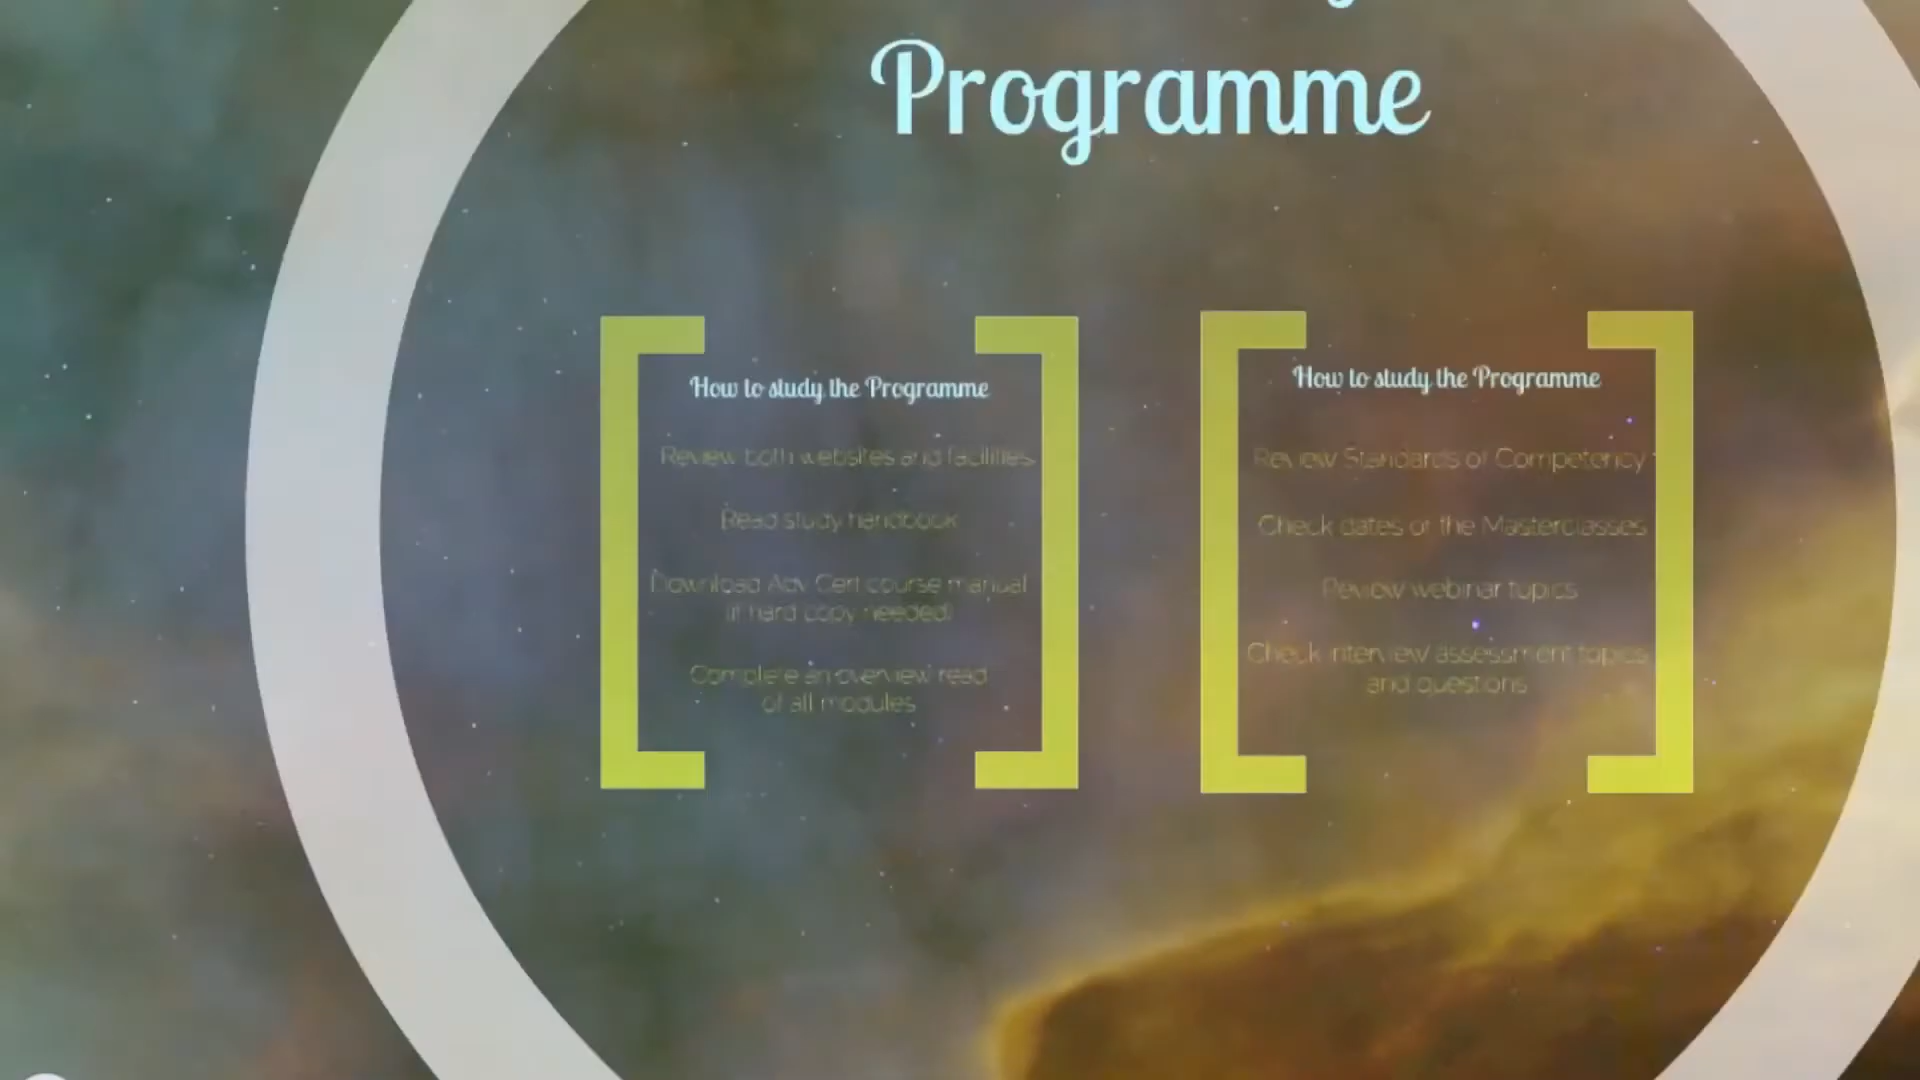 Programme
How to study the Programme
Review both websites and facilities
Read study handbook
Download Adv Cert course manual
(if hard copy needed)
Complete an overview read
of all modules
How to study the Programme
Review Standards of Competency
Check dates of the Masterclasses
Review webinar topics
Check interview assessment topics
and questions